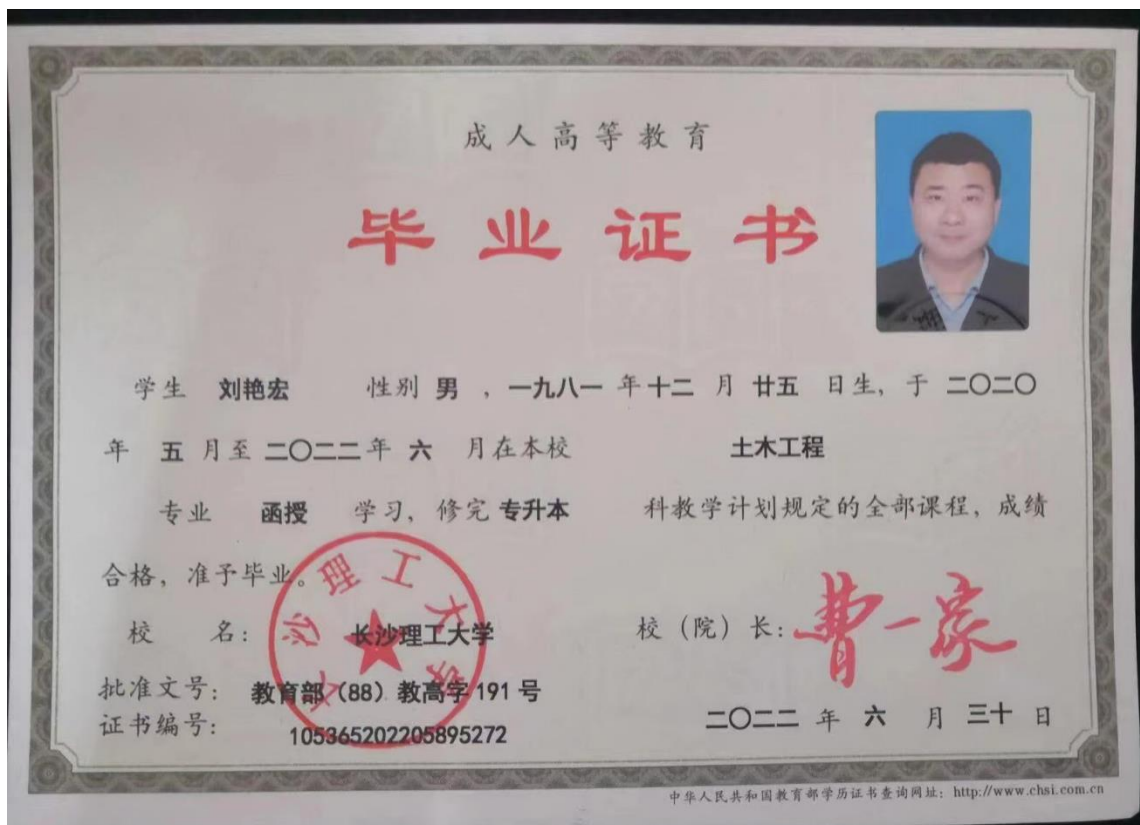 成人高等教育
毕业证书
学生 刘艳宏 性别 男 ，一九八一 年 十二 月 廿五 日生，于 二〇二〇
年 五 月至 二〇二二 年 六 月在本校 土木工程
专业 函授 学习，修完 专升本 科教学计划规定的全部课程，成绩
合格，准予毕业。
校 名： 长沙理工大学
校（院）长： 曹一家
批准文号： 教育部（88）教高字 191 号
证书编号： 105365202205895272
二〇二二 年 六 月 三十 日
长沙理工大学
中华人民共和国教育部学历证书查询网址：http://www.chsi.com.cn